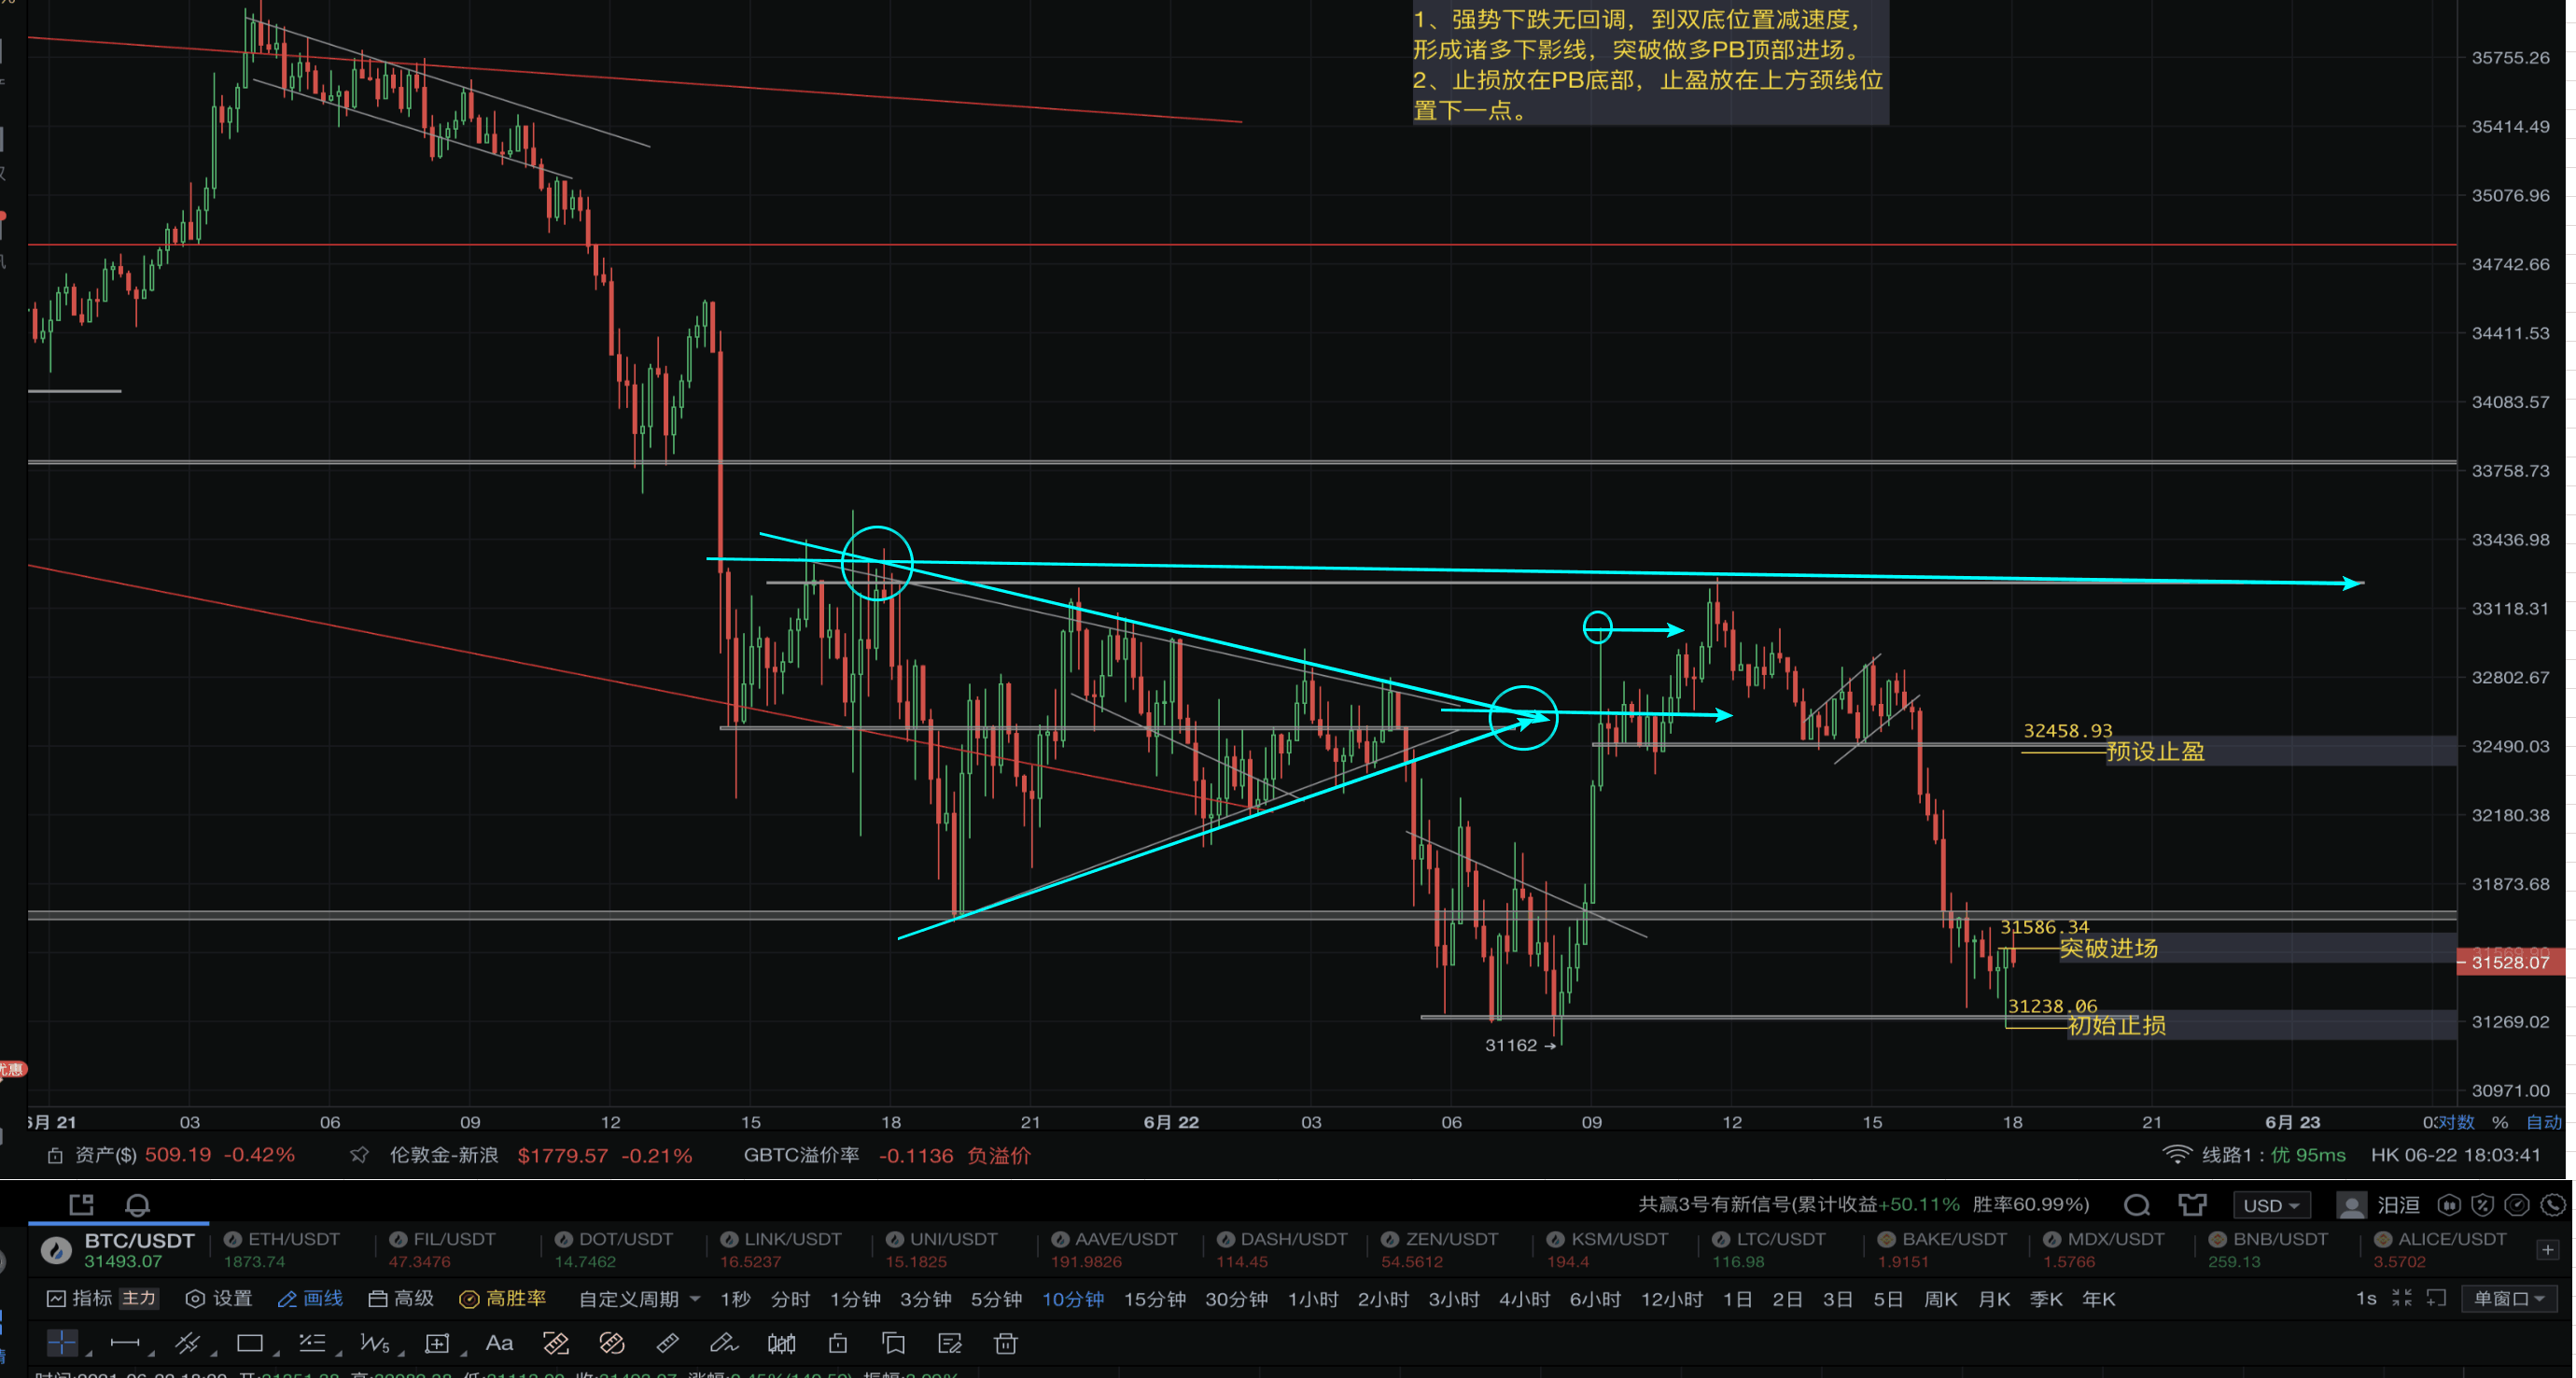 1、强势下跌无回调，到双底位置减速度，
形成诸多下影线，突破做多PB顶部进场。
2、止损放在PB底部，止盈放在上方颈线位
置下一点。
35755.26
35414.49
35076.96
34742.66
34411.53
34083.57
33758.73
33436.98
33118.31
32802.67
32458.93
预设止盈
32490.03
32180.38
31873.68
31586.34
突破进场
31528.07
31238.06
初始止损
31269.02
31162
30971.00
6月 21 03 06 09 12 15 18 21 6月 22 03 06 09 12 15 18 21 6月 23 对数 % 自动
优惠
资产($) 509.19 -0.42% 伦敦金-新浪 $1779.57 -0.21% GBTC溢价率 -0.1136 负溢价 线路1：优 95ms HK 06-22 18:03:41
共赢3号有新信号(累计收益+50.11% 胜率60.99%) USD 汨洹
BTC/USDT ETH/USDT FIL/USDT DOT/USDT LINK/USDT UNI/USDT AAVE/USDT DASH/USDT ZEN/USDT KSM/USDT LTC/USDT BAKE/USDT MDX/USDT BNB/USDT ALICE/USDT
31493.07 1873.74 47.3476 14.7462 16.5237 15.1825 191.9826 114.45 54.5612 194.4 116.98 1.9151 1.5766 259.13 3.5702
指标 主力 设置 画线 高级 高胜率 自定义周期 1秒 分时 1分钟 3分钟 5分钟 10分钟 15分钟 30分钟 1小时 2小时 3小时 4小时 6小时 12小时 1日 2日 3日 5日 周K 月K 季K 年K 1s 单窗口
Aa